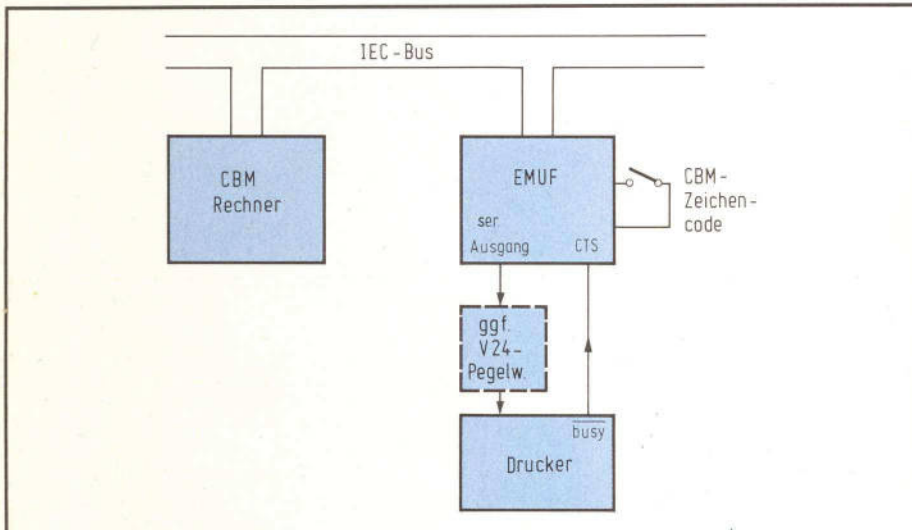 IEC-Bus
CBM
Rechner
EMUF
ser
Ausgang
CTS
CBM-
Zeichen-
code
ggf.
V24-
Pegelw.
busy
Drucker